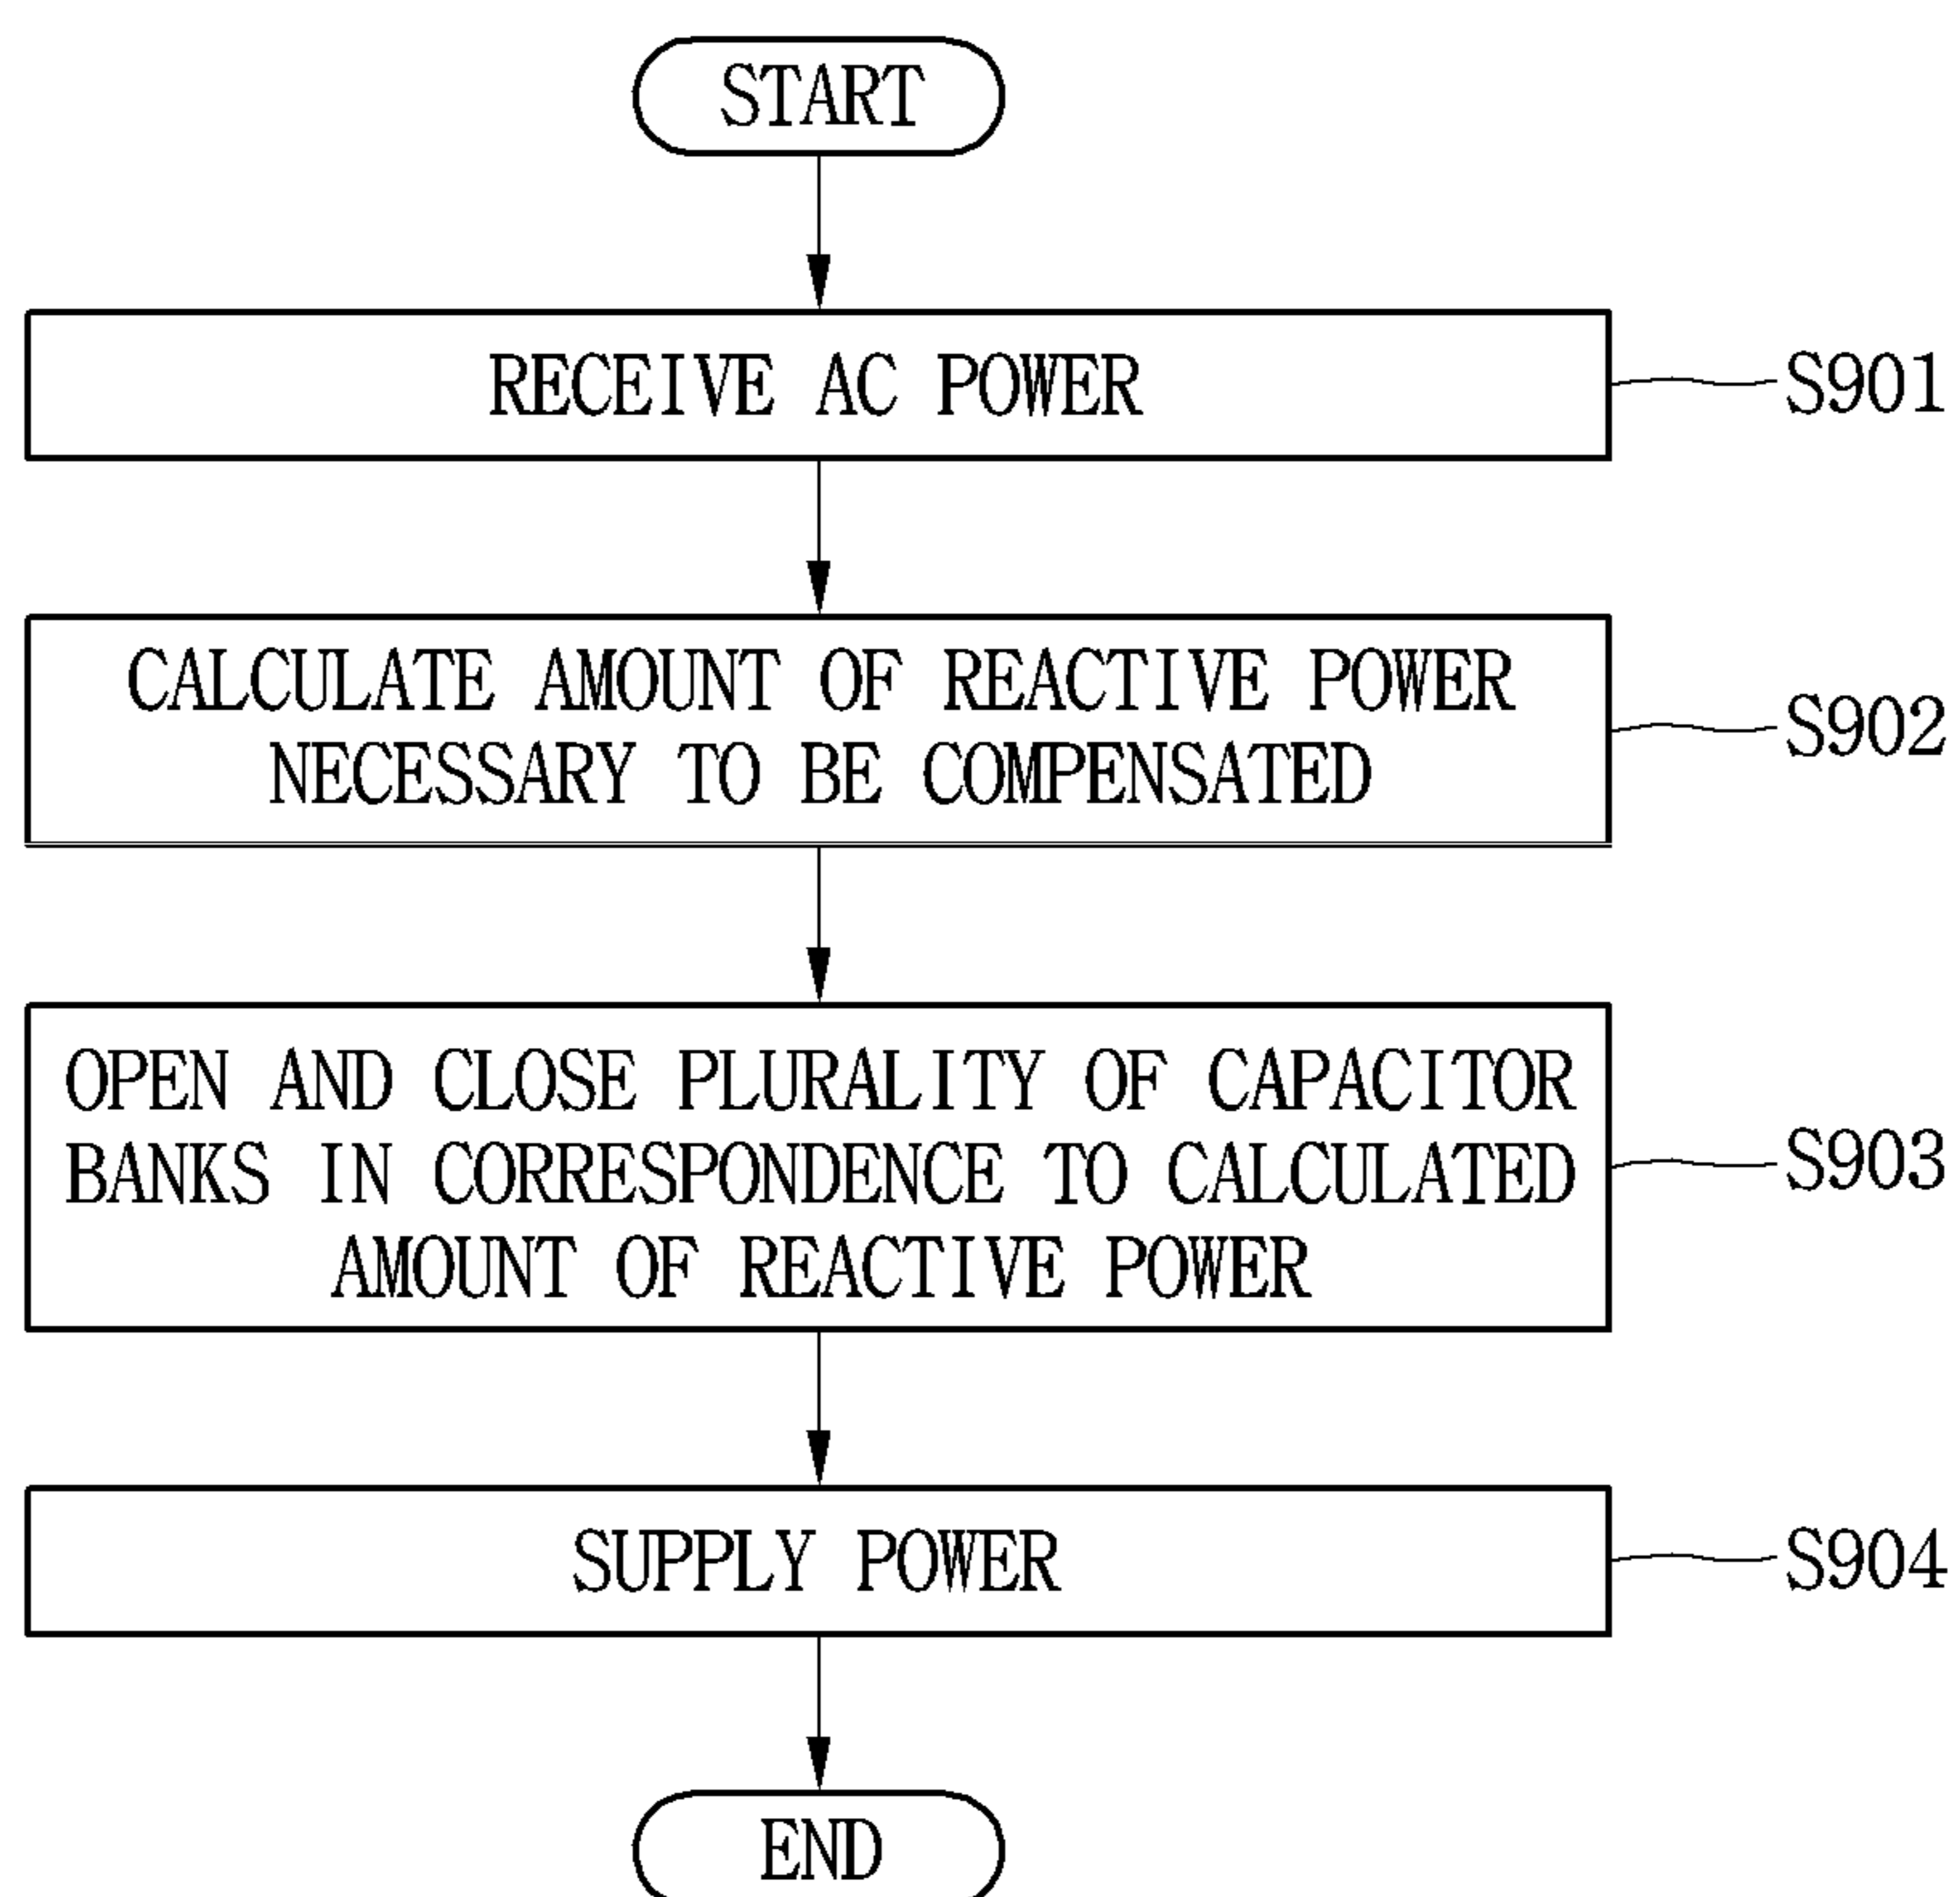 START
RECEIVE AC POWER
S901
CALCULATE AMOUNT OF REACTIVE POWER
NECESSARY TO BE COMPENSATED
S902
OPEN AND CLOSE PLURALITY OF CAPACITOR
BANKS IN CORRESPONDENCE TO CALCULATED
AMOUNT OF REACTIVE POWER
S903
SUPPLY POWER
S904
END